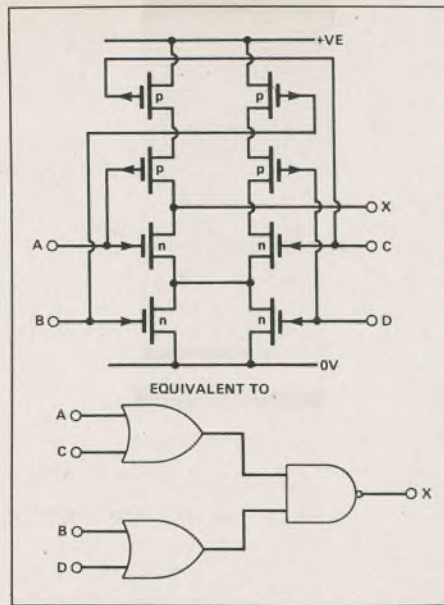 +VE
p p
p p
X
A n n C
B n n D
0V
EQUIVALENT TO
A
C
X
B
D